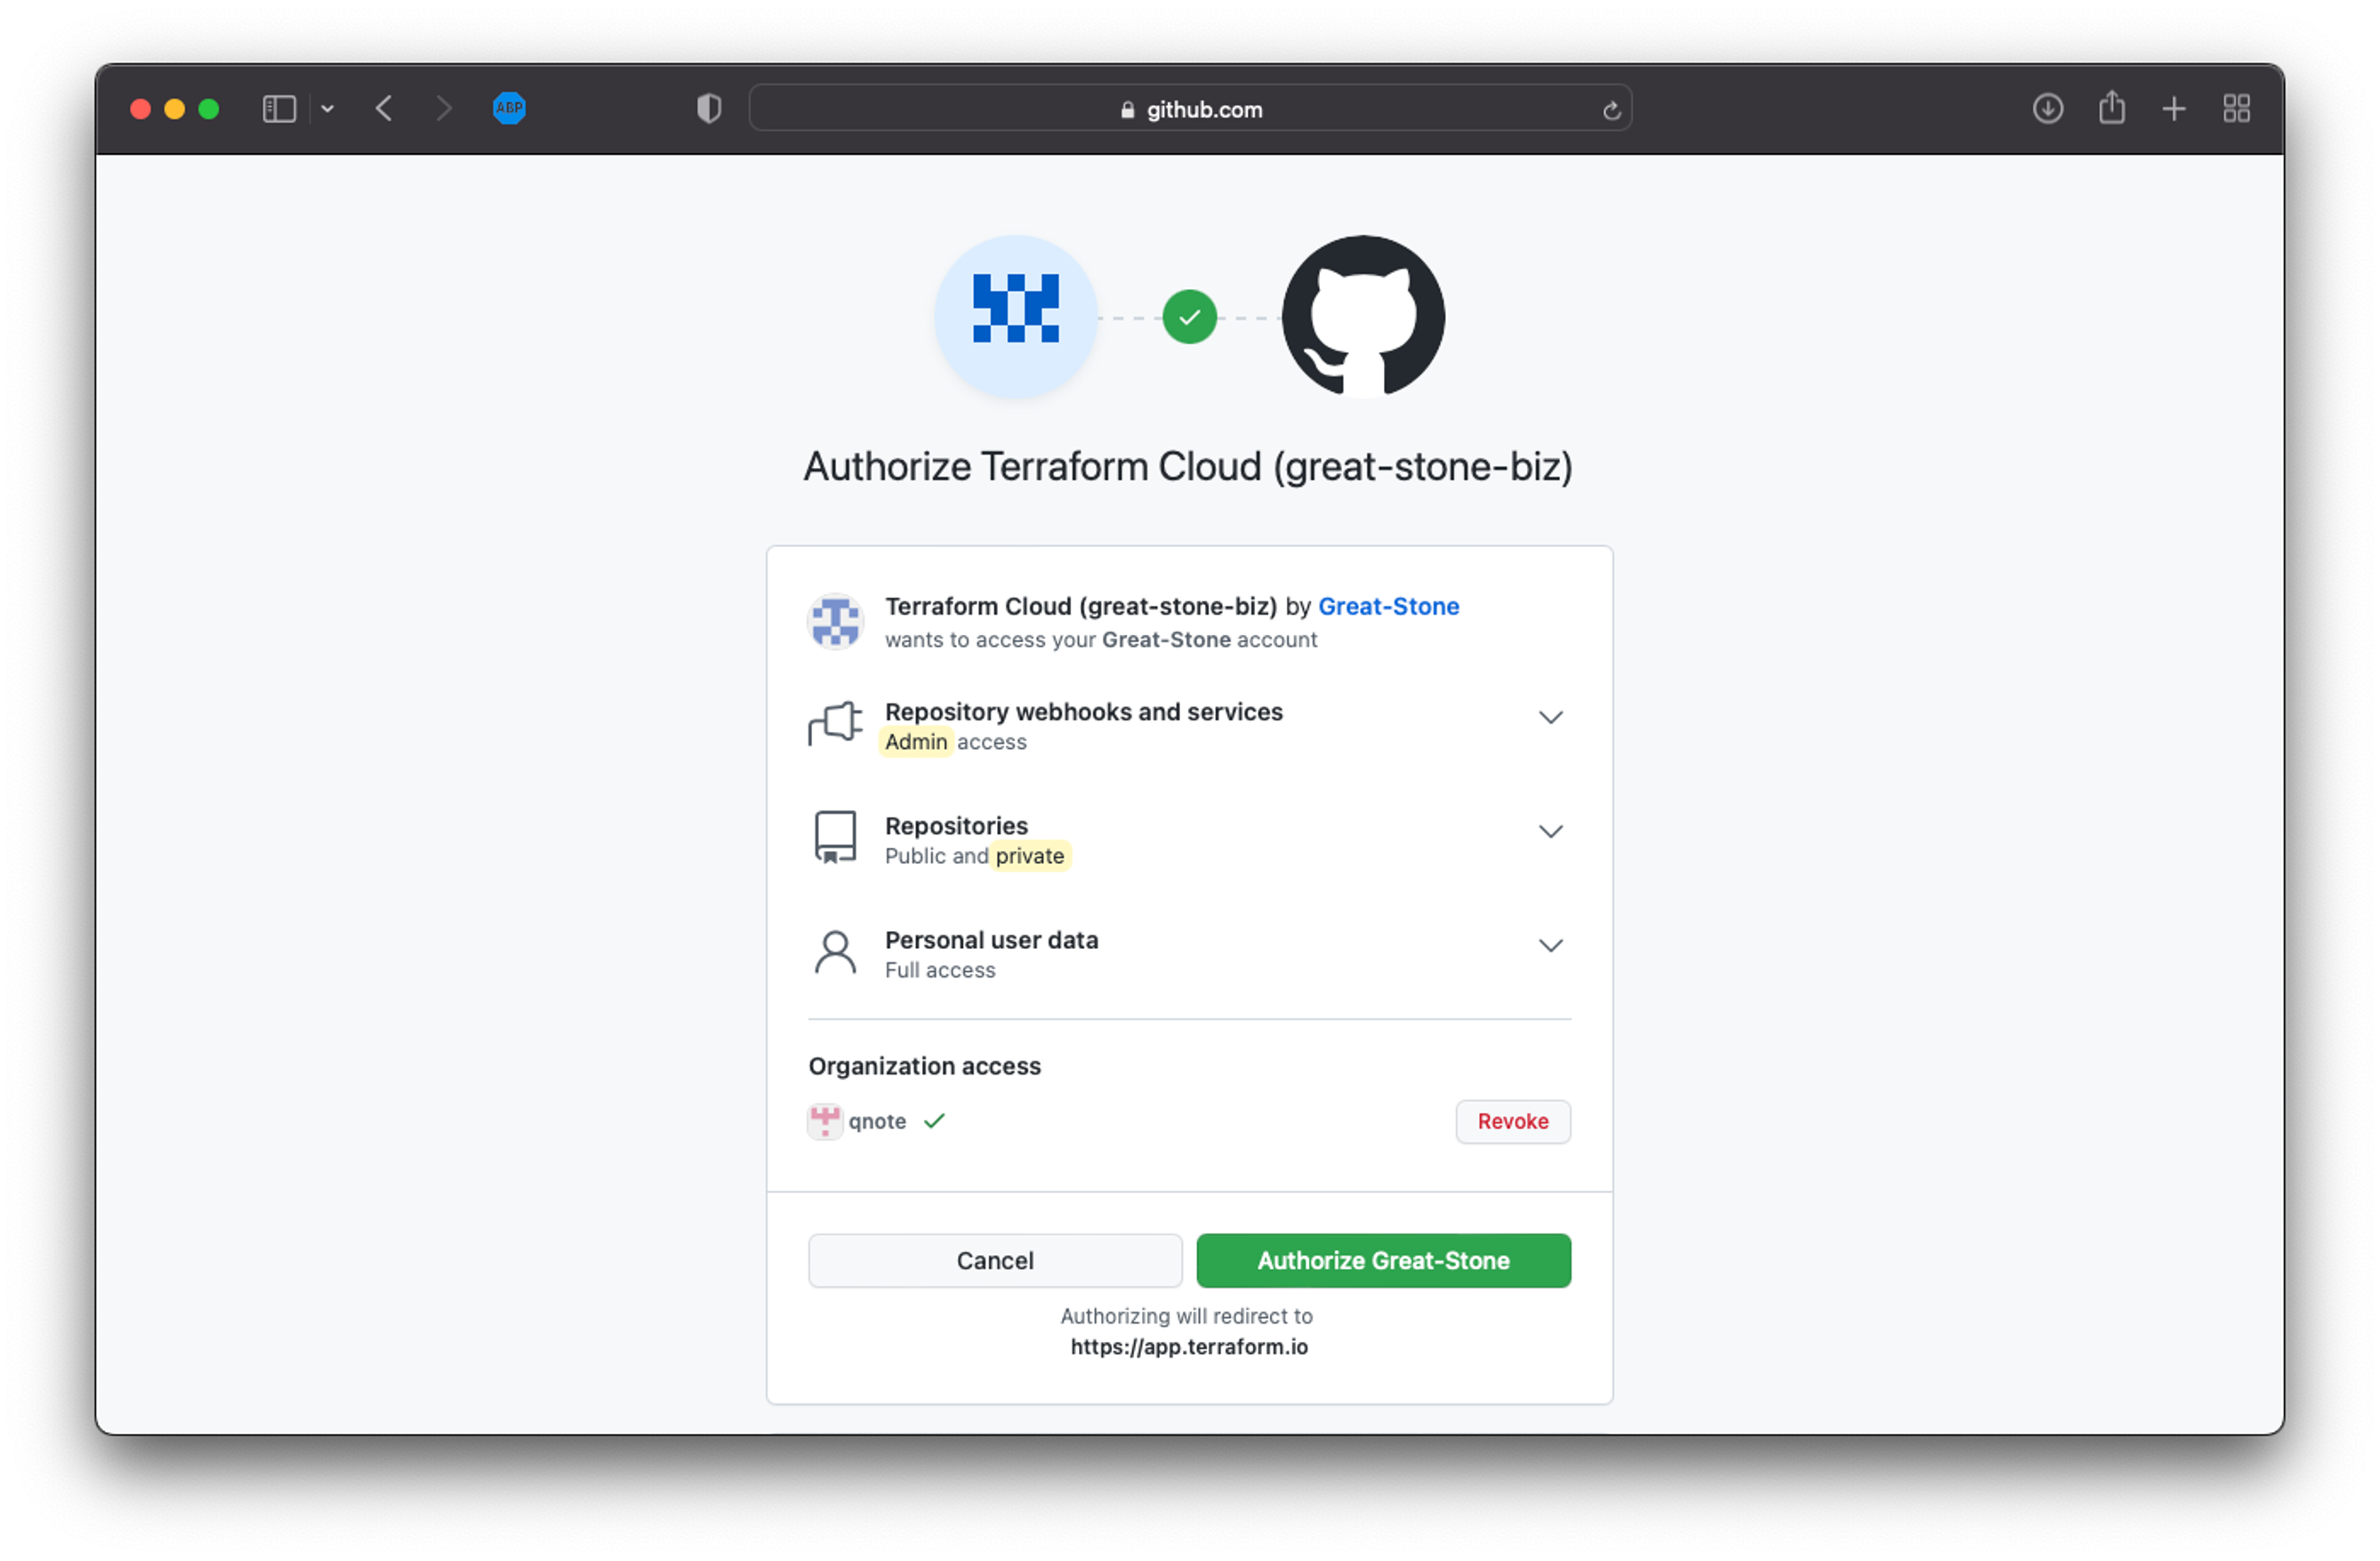 ABP
github.com
Authorize Terraform Cloud (great-stone-biz)
Terraform Cloud (great-stone-biz) by Great-Stone
wants to access your Great-Stone account
Repository webhooks and services
Admin access
Repositories
Public and private
Personal user data
Full access
Organization access
qnote
Revoke
Cancel
Authorize Great-Stone
Authorizing will redirect to
https://app.terraform.io